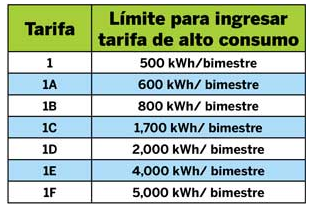 Tarifa
Límite para ingresar
tarifa de alto consumo
1 500 kWh/bimestre
1A 600 kWh/ bimestre
1B 800 kWh/ bimestre
1C 1,700 kWh/ bimestre
1D 2,000 kWh/ bimestre
1E 4,000 kWh/ bimestre
1F 5,000 kWh/ bimestre